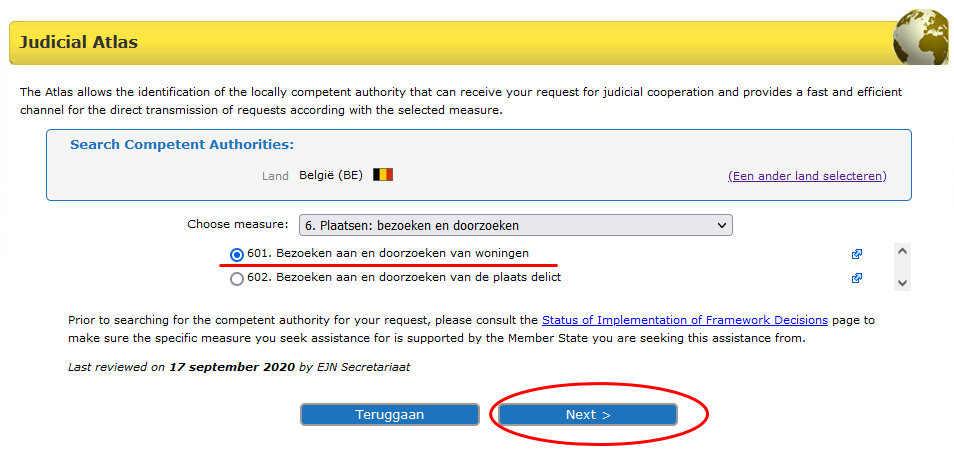 Judicial Atlas
The Atlas allows the identification of the locally competent authority that can receive your request for judicial cooperation and provides a fast and efficient
channel for the direct transmission of requests according with the selected measure.
Search Competent Authorities:
Land België (BE) (Een ander land selecteren)
Choose measure: 6. Plaatsen: bezoeken en doorzoeken
601. Bezoeken aan en doorzoeken van woningen
602. Bezoeken aan en doorzoeken van de plaats delict
Prior to searching for the competent authority for your request, please consult the Status of Implementation of Framework Decisions page to
make sure the specific measure you seek assistance for is supported by the Member State you are seeking this assistance from.
Last reviewed on 17 september 2020 by EJN Secretariaat
Teruggaan Next >